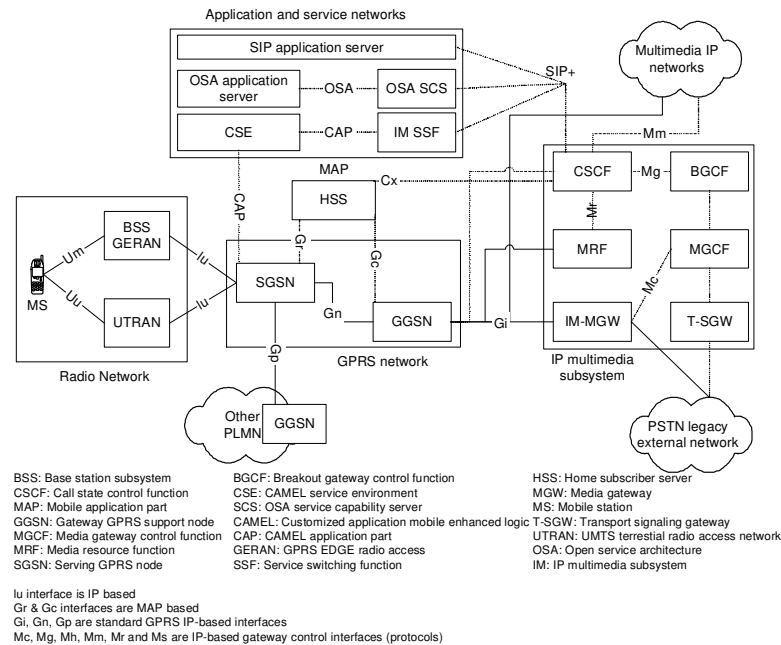 Application and service networks
SIP application server
OSA application
server
OSA
OSA SCS
CSE
CAP
IM SSF
SIP+
Multimedia IP
networks
Mm
MAP
HSS
Cx
CAP
Gr
Gc
CSCF
Mg
BGCF
Mr
MRF
MGCF
Mc
IM-MGW
T-SGW
IP multimedia
subsystem
BSS
GERAN
Um
Uu
MS
UTRAN
Iu
Iu
Radio Network
SGSN
Gn
GGSN
Gi
Gp
GPRS network
Other
PLMN
GGSN
PSTN legacy
external network
BSS: Base station subsystem
CSCF: Call state control function
MAP: Mobile application part
GGSN: Gateway GPRS support node
MGCF: Media gateway control function
MRF: Media resource function
SGSN: Serving GPRS node
BGCF: Breakout gateway control function
CSE: CAMEL service environment
SCS: OSA service capability server
CAMEL: Customized application mobile enhanced logic
CAP: CAMEL application part
GERAN: GPRS EDGE radio access
SSF: Service switching function
HSS: Home subscriber server
MGW: Media gateway
MS: Mobile station
T-SGW: Transport signaling gateway
UTRAN: UMTS terrestial radio access network
OSA: Open service architecture
IM: IP multimedia subsystem
Iu interface is IP based
Gr & Gc interfaces are MAP based
Gi, Gn, Gp are standard GPRS IP-based interfaces
Mc, Mg, Mh, Mm, Mr and Ms are IP-based gateway control interfaces (protocols)